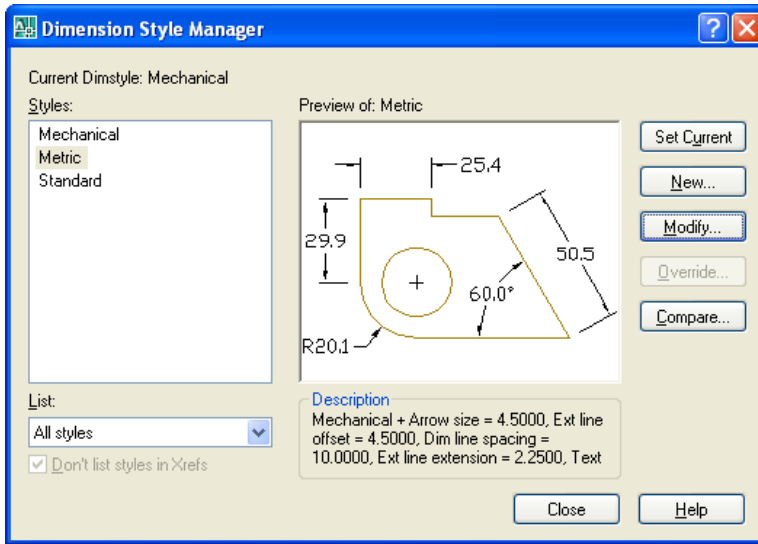 Dimension Style Manager
Current Dimstyle: Mechanical
Styles:
Mechanical
Metric
Standard
Preview of: Metric
25.4
29.9
50.5
60.0°
R20.1
Set Current
New...
Modify...
Override...
Compare...
List:
All styles
Don't list styles in Xrefs
Description
Mechanical + Arrow size = 4.5000, Ext line
offset = 4.5000, Dim line spacing =
10.0000, Ext line extension = 2.2500, Text
Close
Help